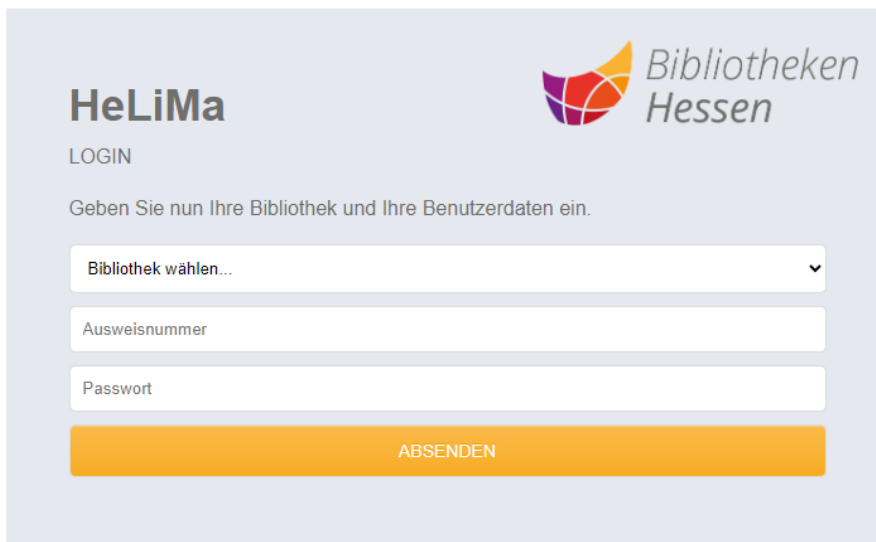 Bibliotheken
Hessen
HeLiMa
LOGIN
Geben Sie nun Ihre Bibliothek und Ihre Benutzerdaten ein.
Bibliothek wählen...
Ausweisnummer
Passwort
ABSENDEN